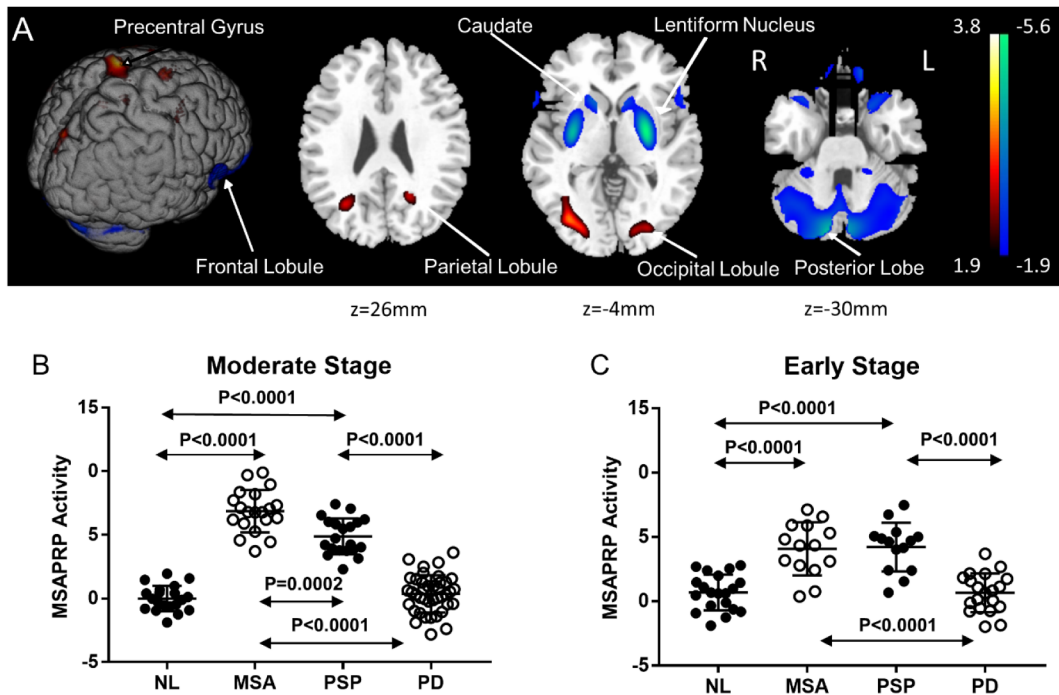 A
Precentral Gyrus
Caudate
Lentiform Nucleus
3.8
-5.6
R
L
Frontal Lobule
Parietal Lobule
Occipital Lobule
Posterior Lobe
1.9
-1.9
z=26mm
z=-4mm
z=-30mm
B
Moderate Stage
MSAPRP Activity
15
0
5
0
-5
P<0.0001
P<0.0001
P<0.0001
P=0.0002
P<0.0001
NL
MSA
PSP
PD
C
Early Stage
MSAPRP Activity
15
0
5
0
-5
P<0.0001
P<0.0001
P<0.0001
P<0.0001
NL
MSA
PSP
PD